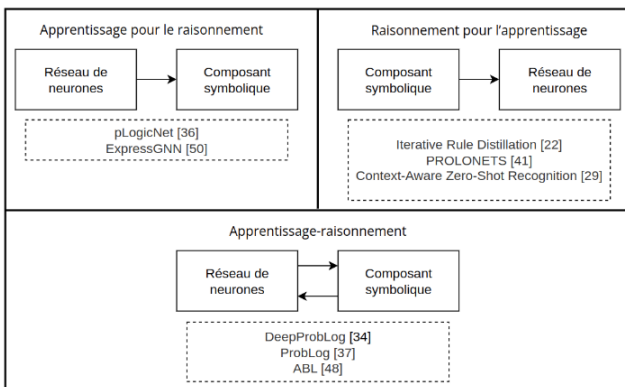 Apprentissage pour le raisonnement
Réseau de
neurones
Composant
symbolique
pLogicNet [36]
ExpressGNN [50]
Raisonnement pour l'apprentissage
Composant
symbolique
Réseau de
neurones
Iterative Rule Distillation [22]
PROLONETS [41]
Context-Aware Zero-Shot Recognition [29]
Apprentissage-raisonnement
Réseau de
neurones
Composant
symbolique
DeepProbLog [34]
ProbLog [37]
ABL [48]